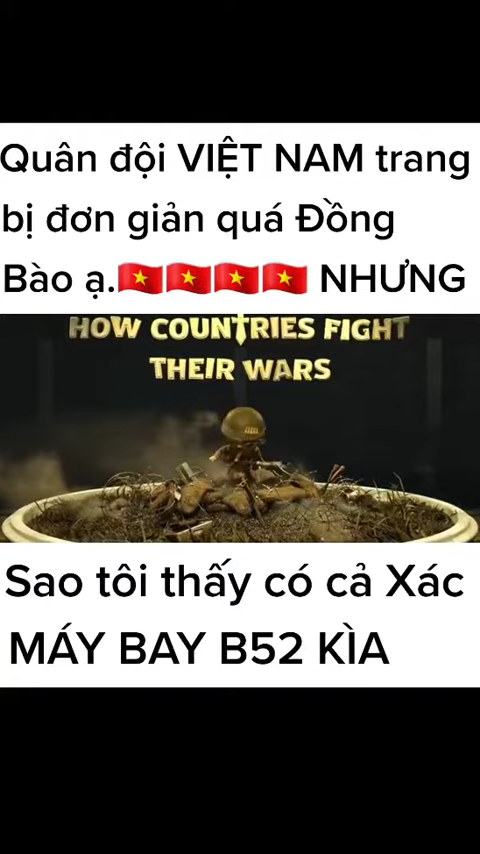 Quân đội VIỆT NAM trang
bị đơn giản quá Đồng
Bào ạ.🇻🇳🇻🇳🇻🇳🇻🇳 NHƯNG
HOW COUNTRIES FIGHT
THEIR WARS
Sao tôi thấy có cả Xác
MÁY BAY B52 KÌA